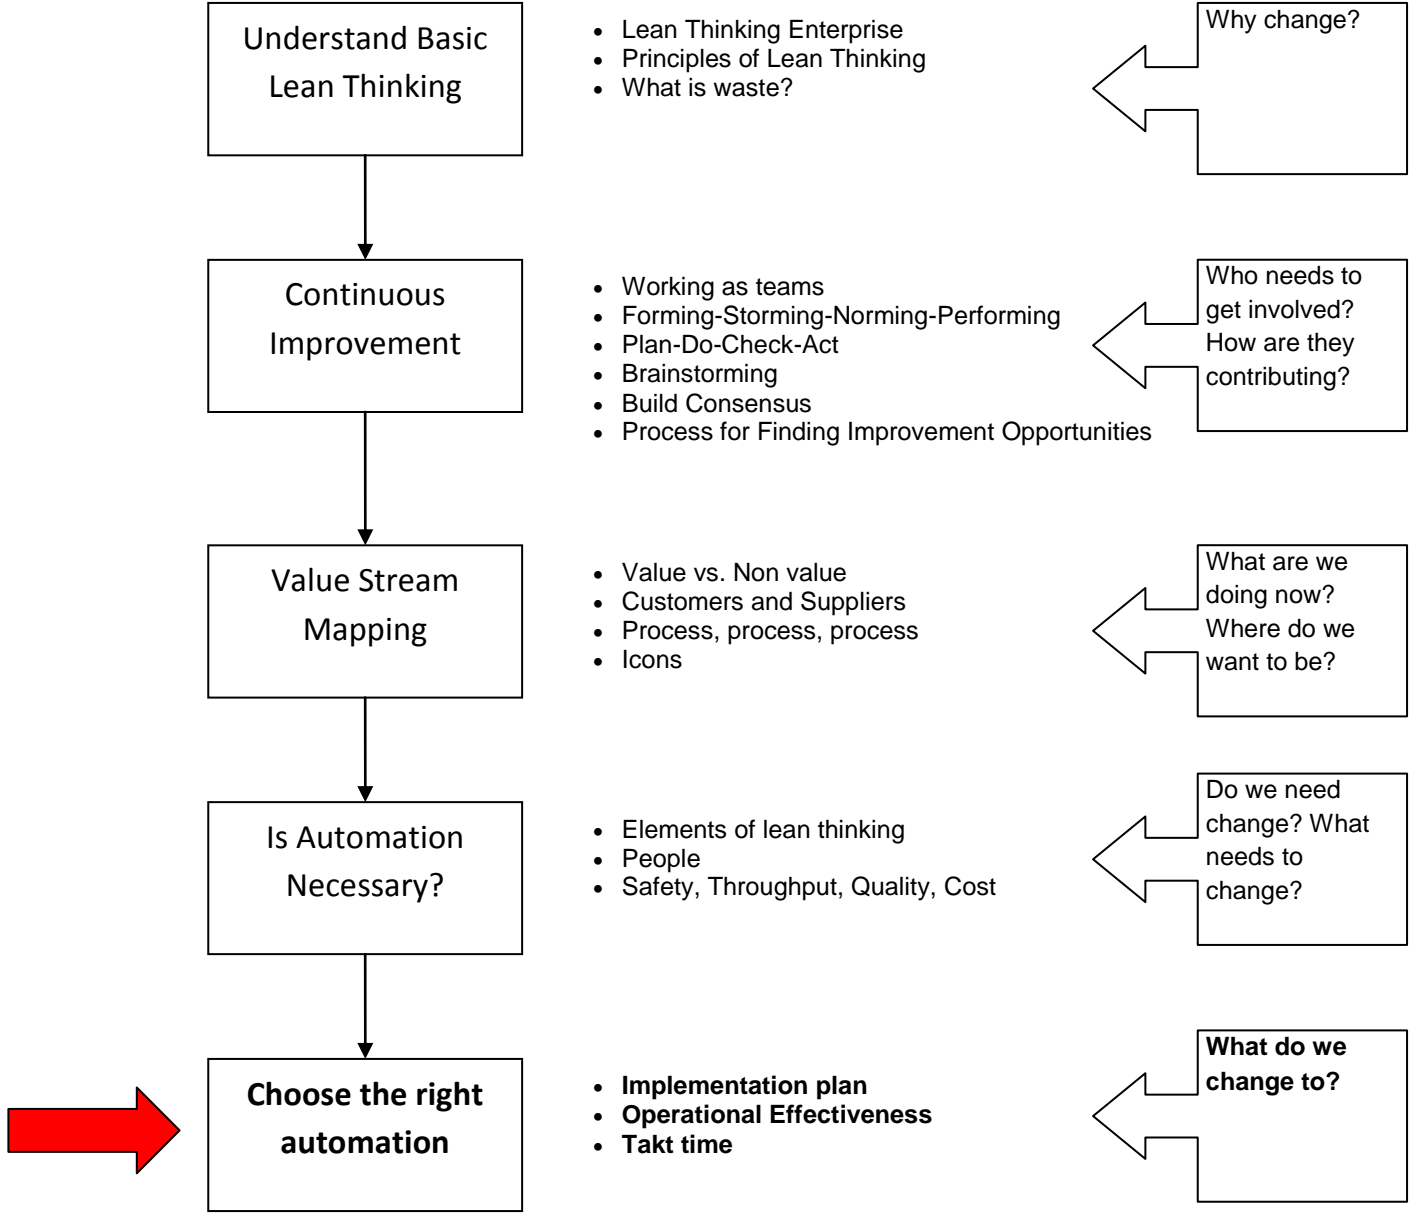 Understand Basic
Lean Thinking
• Lean Thinking Enterprise
• Principles of Lean Thinking
• What is waste?
Why change?
Continuous
Improvement
• Working as teams
• Forming-Storming-Norming-Performing
• Plan-Do-Check-Act
• Brainstorming
• Build Consensus
• Process for Finding Improvement Opportunities
Who needs to
get involved?
How are they
contributing?
Value Stream
Mapping
• Value vs. Non value
• Customers and Suppliers
• Process, process, process
• Icons
What are we
doing now?
Where do we
want to be?
Is Automation
Necessary?
• Elements of lean thinking
• People
• Safety, Throughput, Quality, Cost
Do we need
change? What
needs to
change?
Choose the right
automation
• Implementation plan
• Operational Effectiveness
• Takt time
What do we
change to?